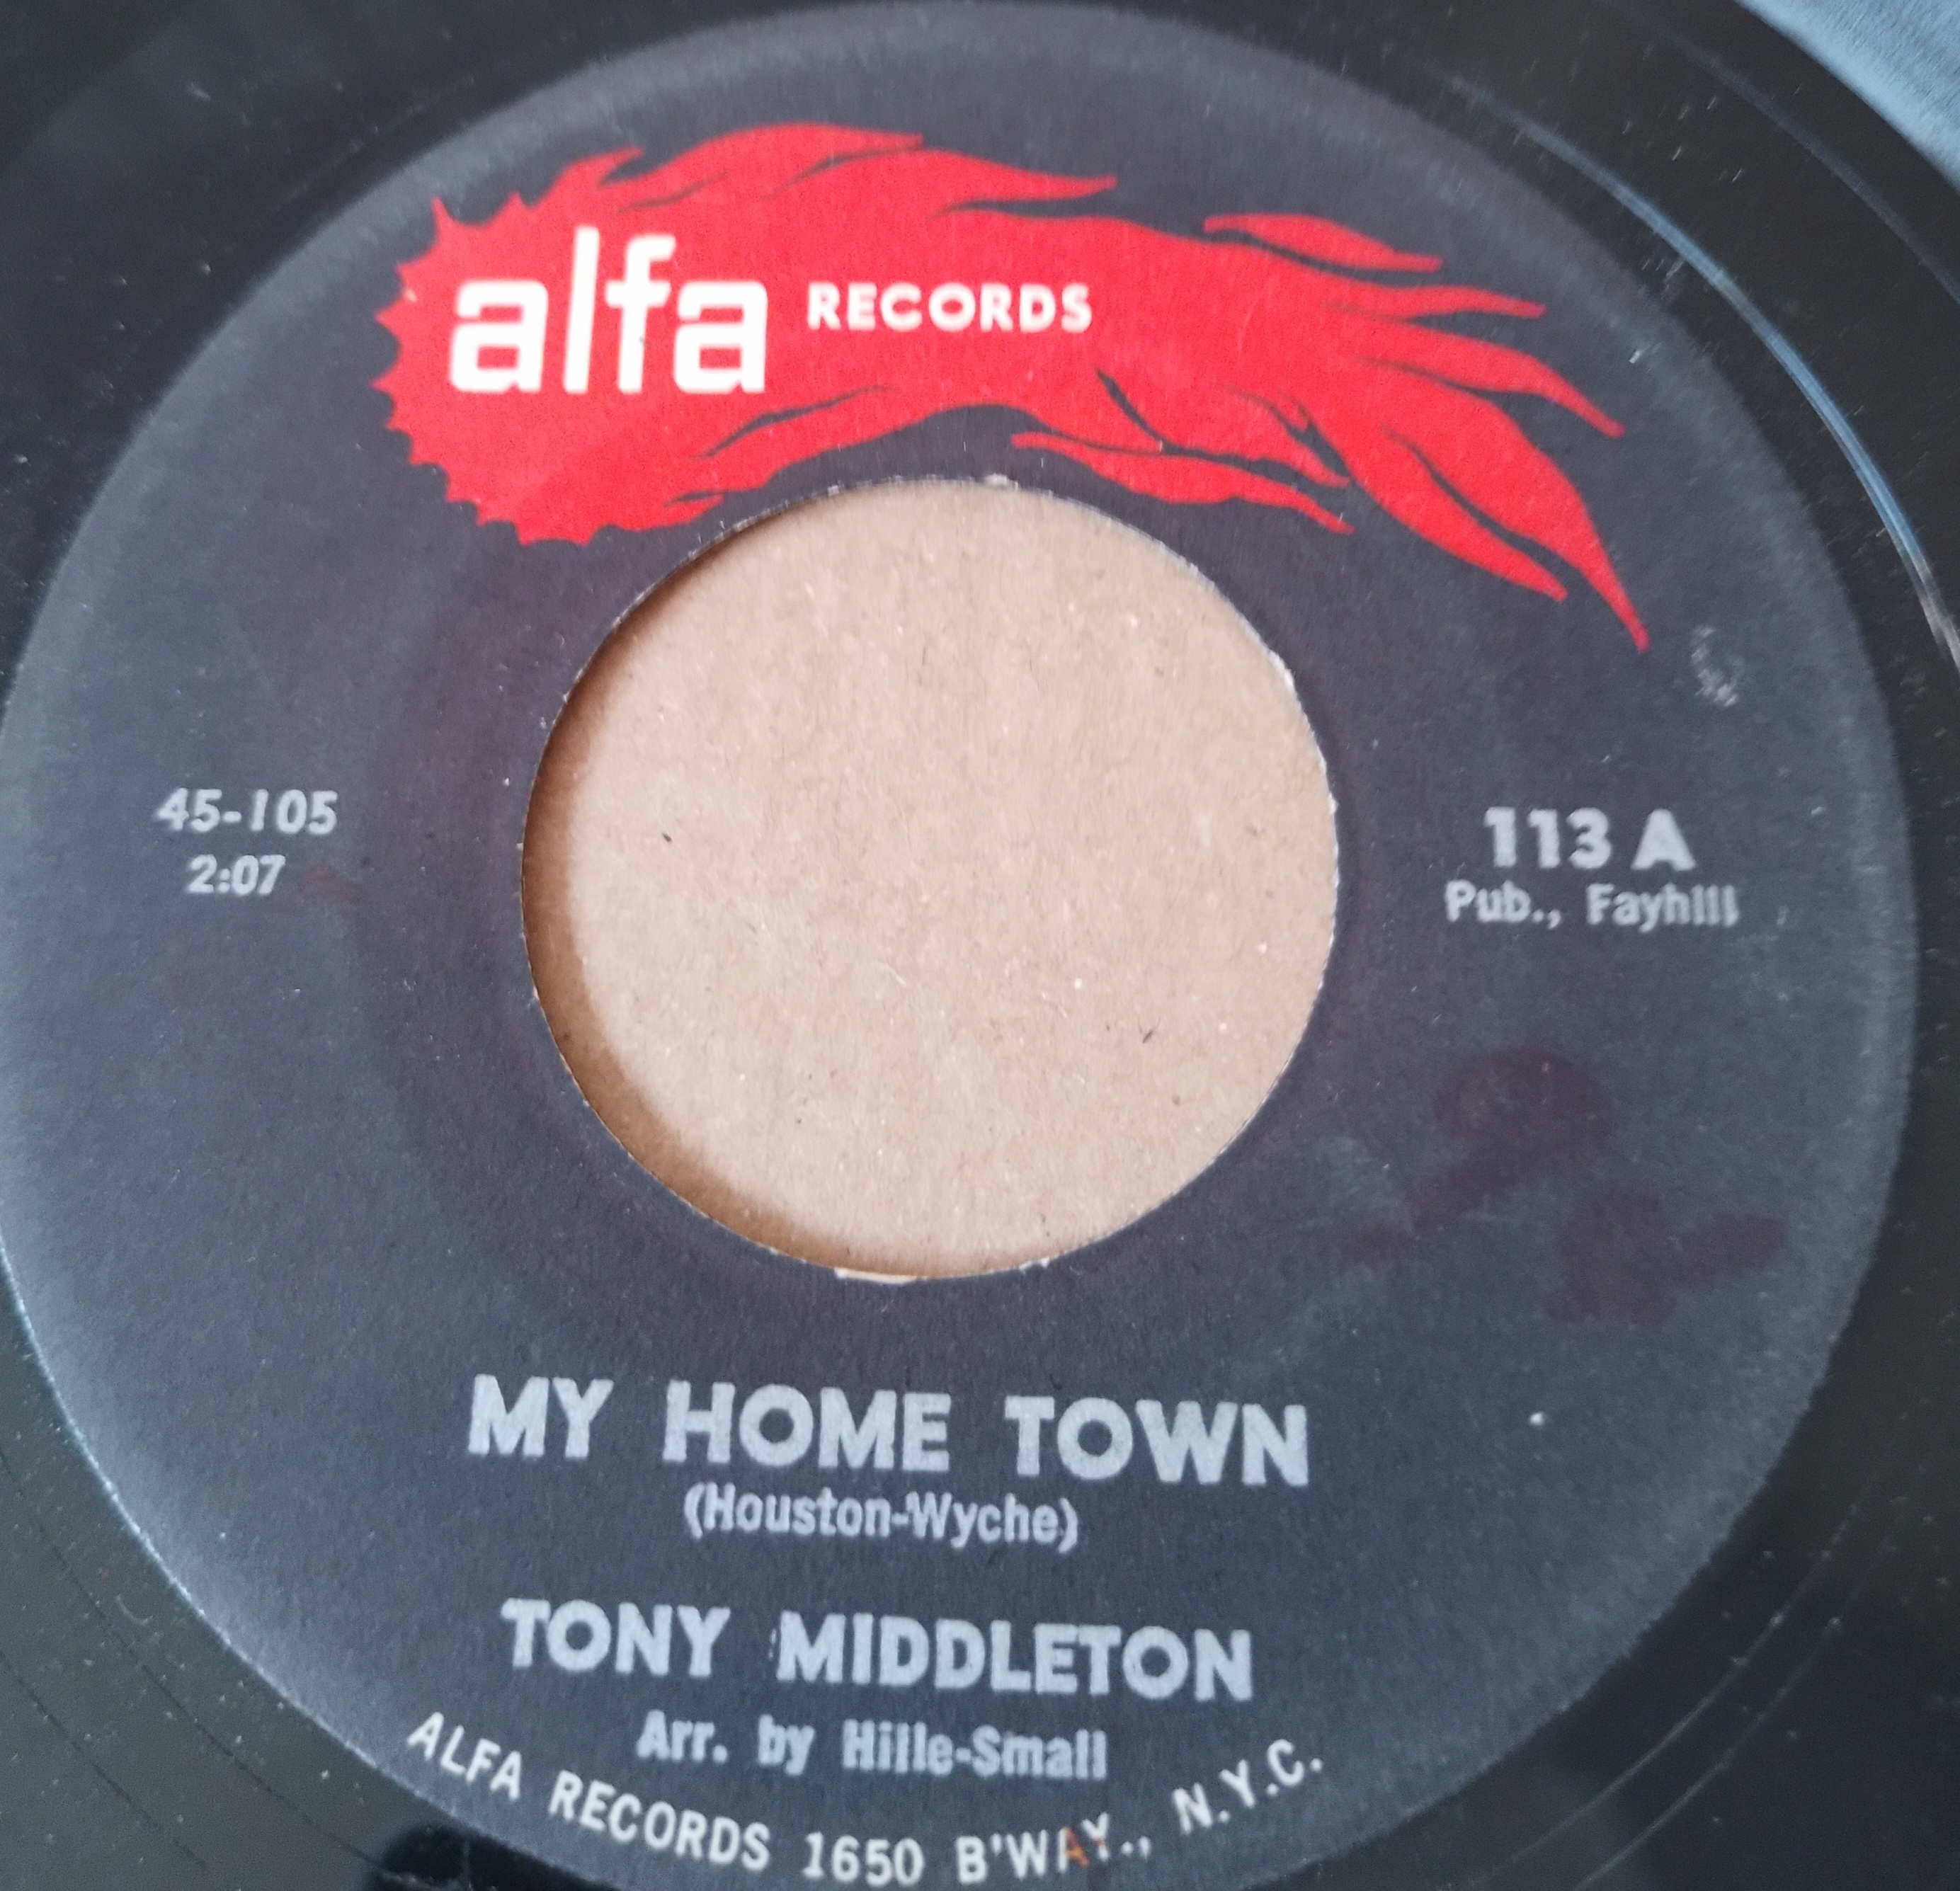 alfa RECORDS
45-105
2:07
113 A
Pub., Fayhill
MY HOME TOWN
(Houston-Wyche)
TONY MIDDLETON
Arr. by Hille-Small
ALFA RECORDS 1650 B'WAY., N.Y.C.